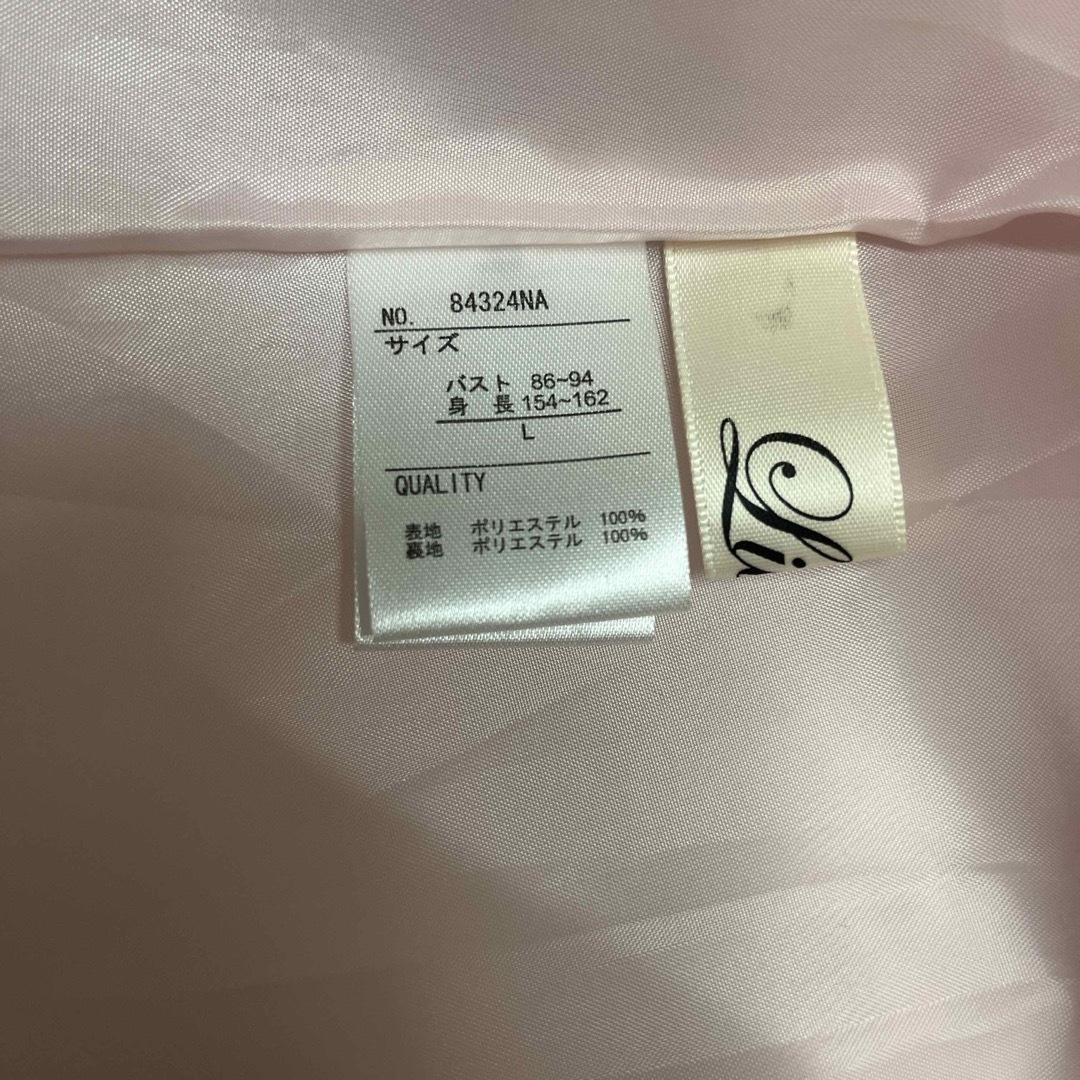 NO. 84324NA
サイズ
バスト 86~94
身 長 154~162
L
QUALITY
表地 ポリエステル 100%
裏地 ポリエステル 100%